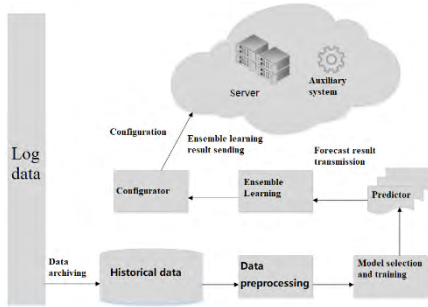 Server
Auxiliary
system
Configuration
Ensemble learning
result sending
Forecast result
transmission
Log
data
Configurator
Ensemble
Learning
Predictor
Data
archiving
Historical data
Data
preprocessing
Model selection
and training